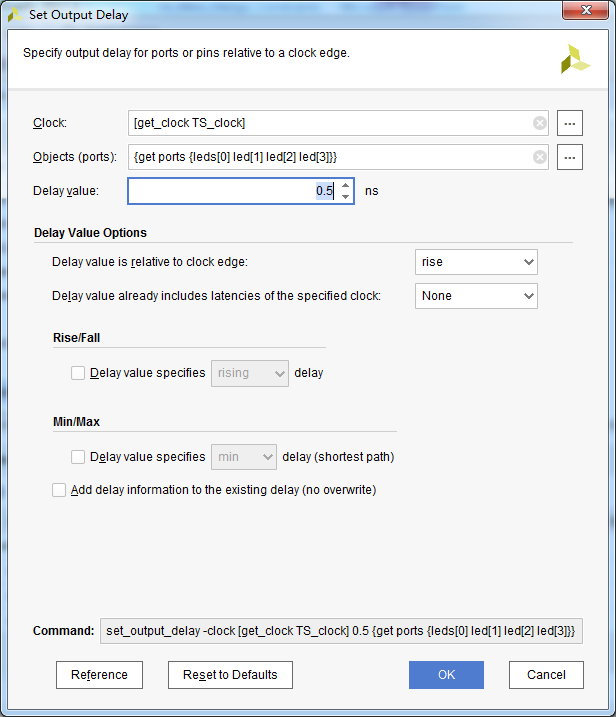 Set Output Delay
Specify output delay for ports or pins relative to a clock edge.
Clock: [get_clock TS_clock] ...
Objects (ports): {get ports {leds[0] led[1] led[2] led[3]}} ...
Delay value: 0.5 ns
Delay Value Options
Delay value is relative to clock edge: rise
Delay value already includes latencies of the specified clock: None
Rise/Fall
Delay value specifies rising delay
Min/Max
Delay value specifies min delay (shortest path)
Add delay information to the existing delay (no overwrite)
Command: set_output_delay -clock [get_clock TS_clock] 0.5 {get ports {leds[0] led[1] led[2] led[3]}}
Reference Reset to Defaults OK Cancel